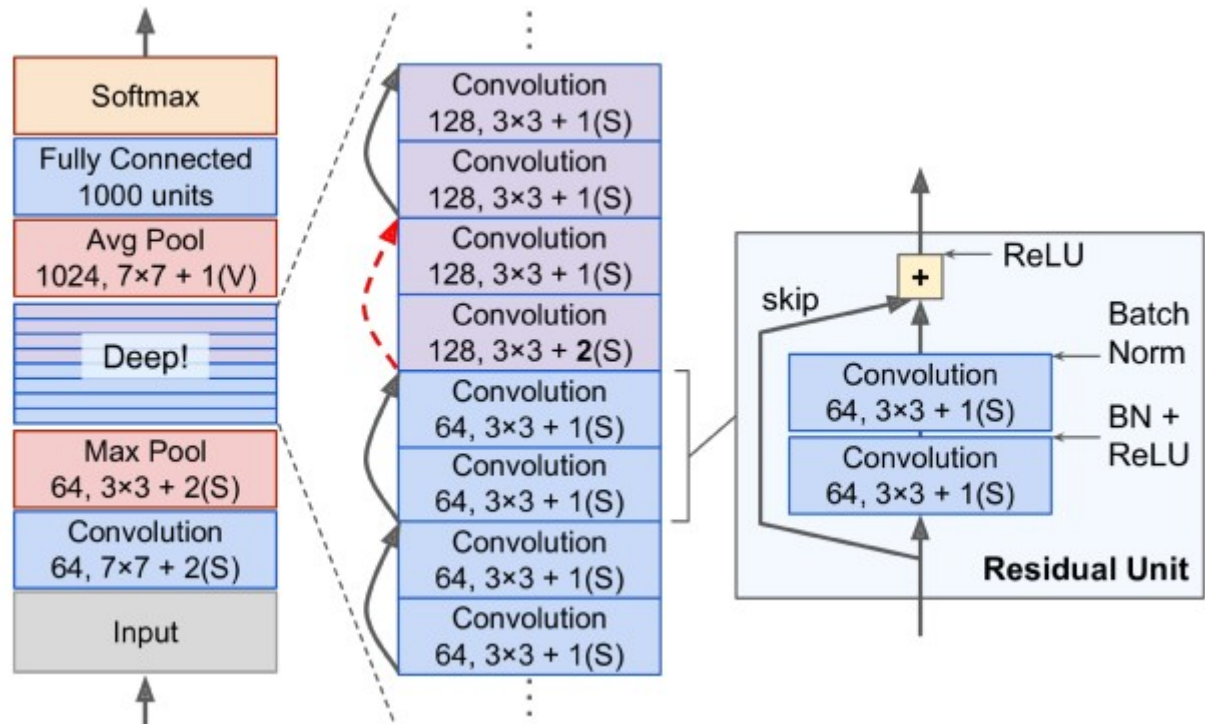 Softmax
Fully Connected
1000 units
Avg Pool
1024, 7×7 + 1(V)
Deep!
Max Pool
64, 3×3 + 2(S)
Convolution
64, 7×7 + 2(S)
Input
Convolution
128, 3×3 + 1(S)
Convolution
128, 3×3 + 1(S)
Convolution
128, 3×3 + 1(S)
Convolution
128, 3×3 + 2(S)
Convolution
64, 3×3 + 1(S)
Convolution
64, 3×3 + 1(S)
Convolution
64, 3×3 + 1(S)
Convolution
64, 3×3 + 1(S)
+
ReLU
skip
Batch
Norm
Convolution
64, 3×3 + 1(S)
BN +
ReLU
Convolution
64, 3×3 + 1(S)
Residual Unit